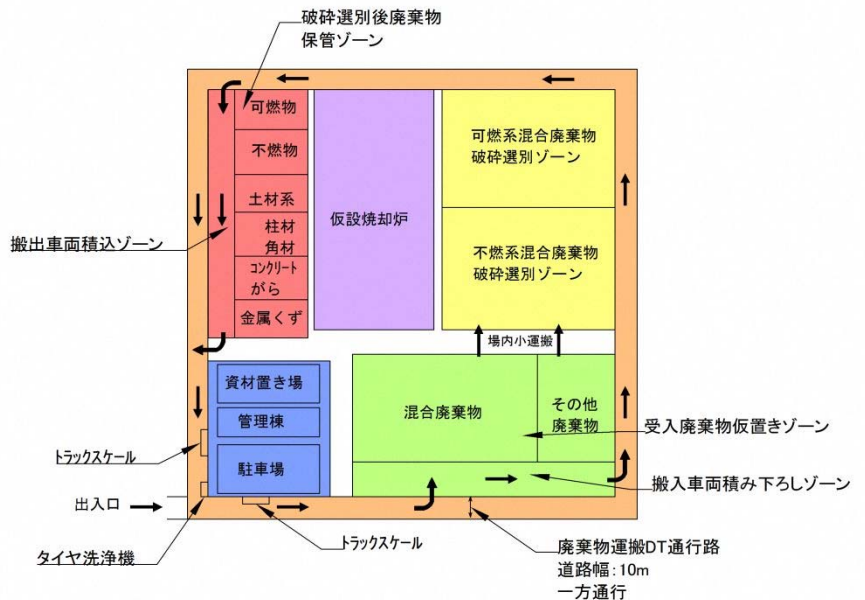 破砕選別後廃棄物
保管ゾーン
可燃物
不燃物
土材系
柱材
角材
コンクリート
がら
金属くず
搬出車両積込ゾーン
仮設焼却炉
可燃系混合廃棄物
破砕選別ゾーン
不燃系混合廃棄物
破砕選別ゾーン
場内小運搬
資材置き場
管理棟
駐車場
混合廃棄物
その他
廃棄物
受入廃棄物仮置きゾーン
搬入車両積み下ろしゾーン
トラックスケール
出入口
タイヤ洗浄機
トラックスケール
廃棄物運搬DT通行路
道路幅:10m
一方通行